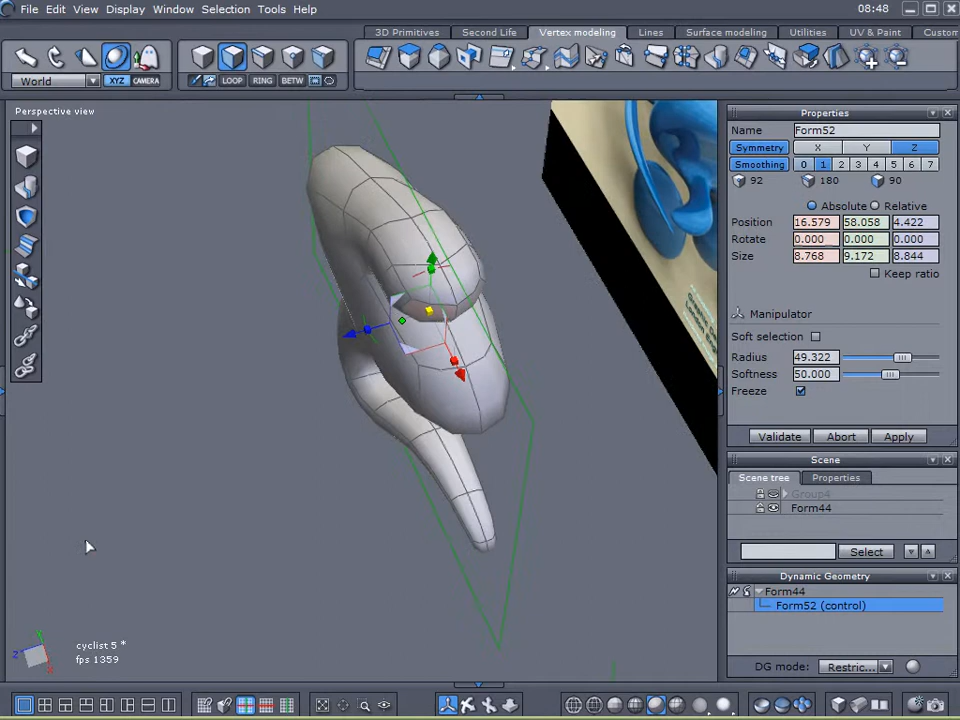 File Edit View Display Window Selection Tools Help 08:48
3D Primitives Second Life Vertex modeling Lines Surface modeling Utilities UV & Paint Custom
World XYZ CAMERA LOOP RING BETW
Perspective view
Properties
Name Form52
Symmetry X Y Z
Smoothing 0 1 2 3 4 5 6 7
92 180 90
Absolute Relative
Position 16.579 58.058 4.422
Rotate 0.000 0.000 0.000
Size 8.768 9.172 8.844
Keep ratio
Manipulator
Soft selection
Radius 49.322
Softness 50.000
Freeze
Validate Abort Apply
Scene
Scene tree Properties
Group4
Form44
Select
Dynamic Geometry
Form44
Form52 (control)
DG mode: Restric...
Y
Z
X
cyclist 5 *
fps 1359